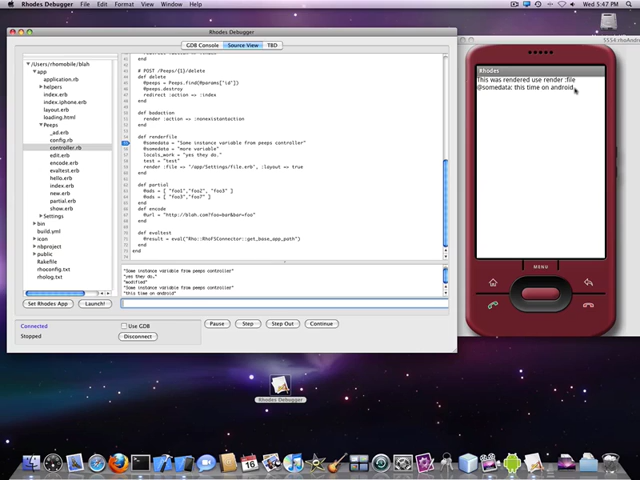 Rhodes Debugger File Edit Format View Window Help
Wed 5:47 PM
Rhodes Debugger
GDB Console Source View TBD
/Users/rhomobile/blah
app
application.rb
helpers
index.erb
index.iphone.erb
layout.erb
loading.html
Peeps
_ad.erb
config.rb
controller.rb
edit.erb
encode.erb
evaltest.erb
hello.erb
index.erb
new.erb
partial.erb
show.erb
Settings
bin
build.yml
icon
nbproject
public
Rakefile
rhoconfig.txt
rholog.txt
end
# POST /Peeps/{1}/delete
def delete
@peeps = Peeps.find(@params['id'])
@peeps.destroy
redirect :action => :index
end
def badaction
render :action => :nonexistantaction
end
def renderfile
@somedata = "Some instance variable from peeps controller"
@somedata = "more variable"
locals_work = "yes they do."
test = "test"
render :file => "/app/Settings/file.erb", :layout => true
end
def partial
@ads = [ "foo1","foo2", "foo3" ]
@ads = [ "foo3","foo7" ]
end
def encode
@url = "http://blah.com?foo=bar&bar=foo"
end
def evaltest
@result = eval("Rho::RhoFSConnector::get_base_app_path")
end
end
"Some instance variable from peeps controller"
"yes they do."
"modified"
"Some instance variable from peeps controller"
"this time on android"
Set Rhodes App Launch!
Connected
Stopped
Use GDB
Disconnect
Pause Step Step Out Continue
Rhodes
This was rendered use render :file
@somedata: this time on android
MENU
Rhodes Debugger